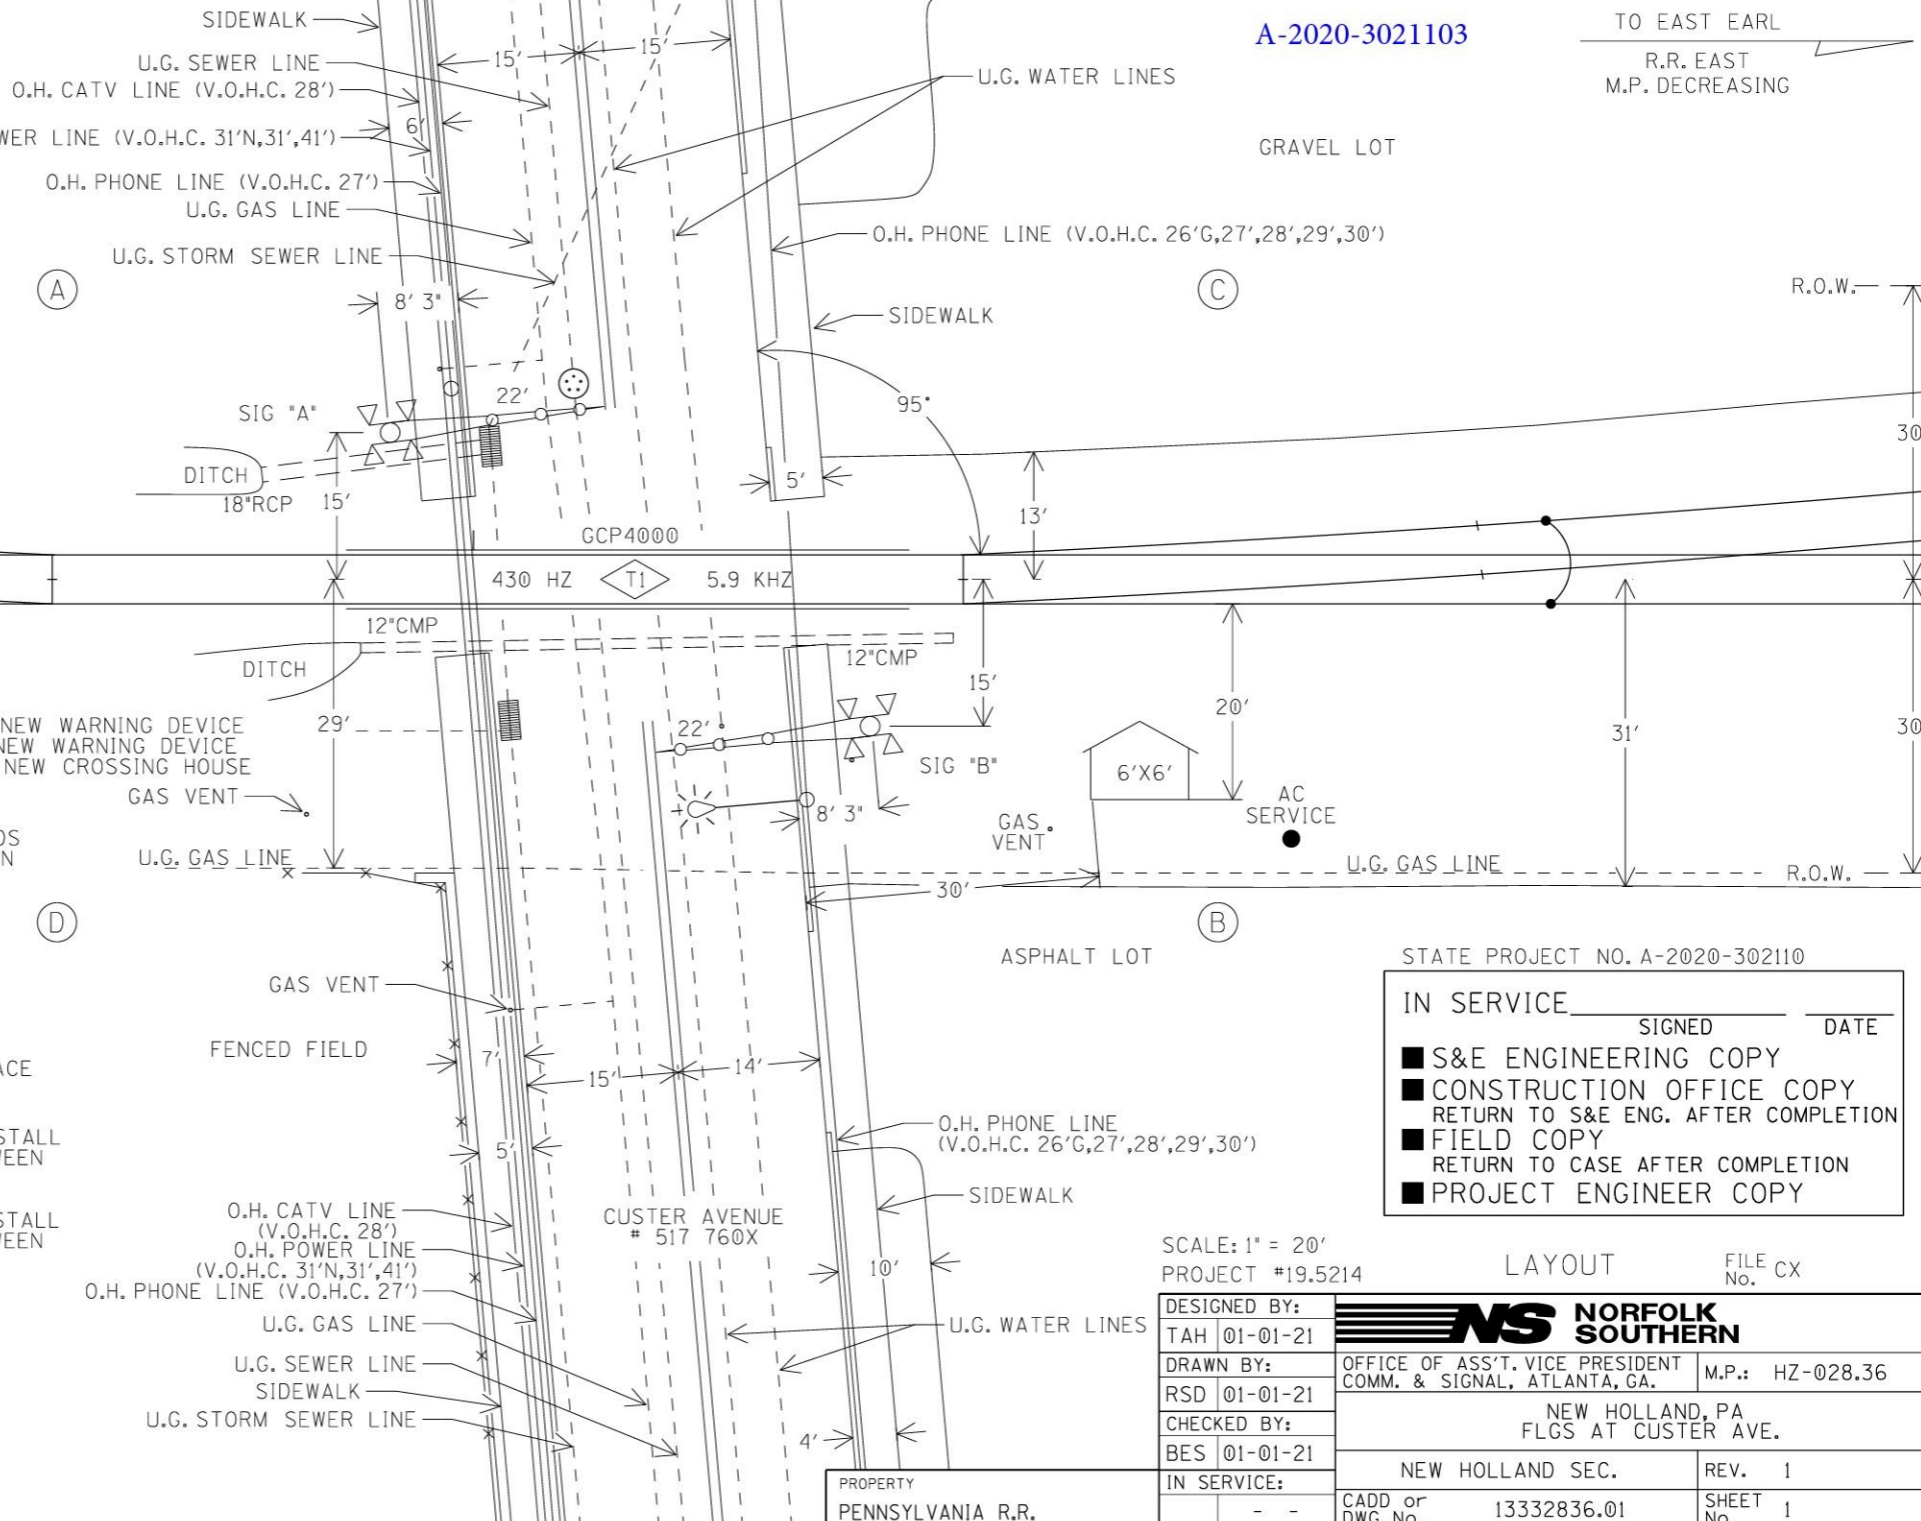 SIDEWALK
U.G. SEWER LINE
O.H. CATV LINE (V.O.H.C. 28')
WER LINE (V.O.H.C. 31'N,31',41')
O.H. PHONE LINE (V.O.H.C. 27')
U.G. GAS LINE
U.G. STORM SEWER LINE
15'
15'
6'
8' 3"
A-2020-3021103
TO EAST EARL
R.R. EAST
M.P. DECREASING
U.G. WATER LINES
GRAVEL LOT
O.H. PHONE LINE (V.O.H.C. 26'G,27',28',29',30')
A
C
R.O.W.
SIDEWALK
SIG "A"
22'
95°
30
DITCH
18"RCP
15'
5'
13'
GCP4000
430 HZ
T1
5.9 KHZ
12"CMP
12"CMP
DITCH
15'
20'
31'
30
NEW WARNING DEVICE
NEW WARNING DEVICE
NEW CROSSING HOUSE
29'
22'
SIG "B"
6'X6'
GAS VENT
8' 3"
GAS
VENT
AC
SERVICE
OS
N
U.G. GAS LINE
U.G. GAS LINE
R.O.W.
30'
D
B
ASPHALT LOT
GAS VENT
FENCED FIELD
ACE
7'
15'
14'
STALL
WEEN
5'
STALL
WEEN
O.H. PHONE LINE
(V.O.H.C. 26'G,27',28',29',30')
SIDEWALK
O.H. CATV LINE
(V.O.H.C. 28')
O.H. POWER LINE
(V.O.H.C. 31'N,31',41')
O.H. PHONE LINE (V.O.H.C. 27')
U.G. GAS LINE
U.G. SEWER LINE
SIDEWALK
U.G. STORM SEWER LINE
CUSTER AVENUE
# 517 760X
10'
U.G. WATER LINES
4'
STATE PROJECT NO. A-2020-302110
IN SERVICE
SIGNED
DATE
S&E ENGINEERING COPY
CONSTRUCTION OFFICE COPY
RETURN TO S&E ENG. AFTER COMPLETION
FIELD COPY
RETURN TO CASE AFTER COMPLETION
PROJECT ENGINEER COPY
SCALE: 1" = 20'
PROJECT #19.5214
LAYOUT
FILE
No. CX
DESIGNED BY:
TAH 01-01-21
DRAWN BY:
RSD 01-01-21
CHECKED BY:
BES 01-01-21
IN SERVICE:
- -
NS NORFOLK
SOUTHERN
OFFICE OF ASS'T. VICE PRESIDENT
COMM. & SIGNAL, ATLANTA, GA.
M.P.: HZ-028.36
NEW HOLLAND, PA
FLGS AT CUSTER AVE.
NEW HOLLAND SEC.
REV. 1
CADD or
DWG No
13332836.01
SHEET
No
1
PROPERTY
PENNSYLVANIA R.R.